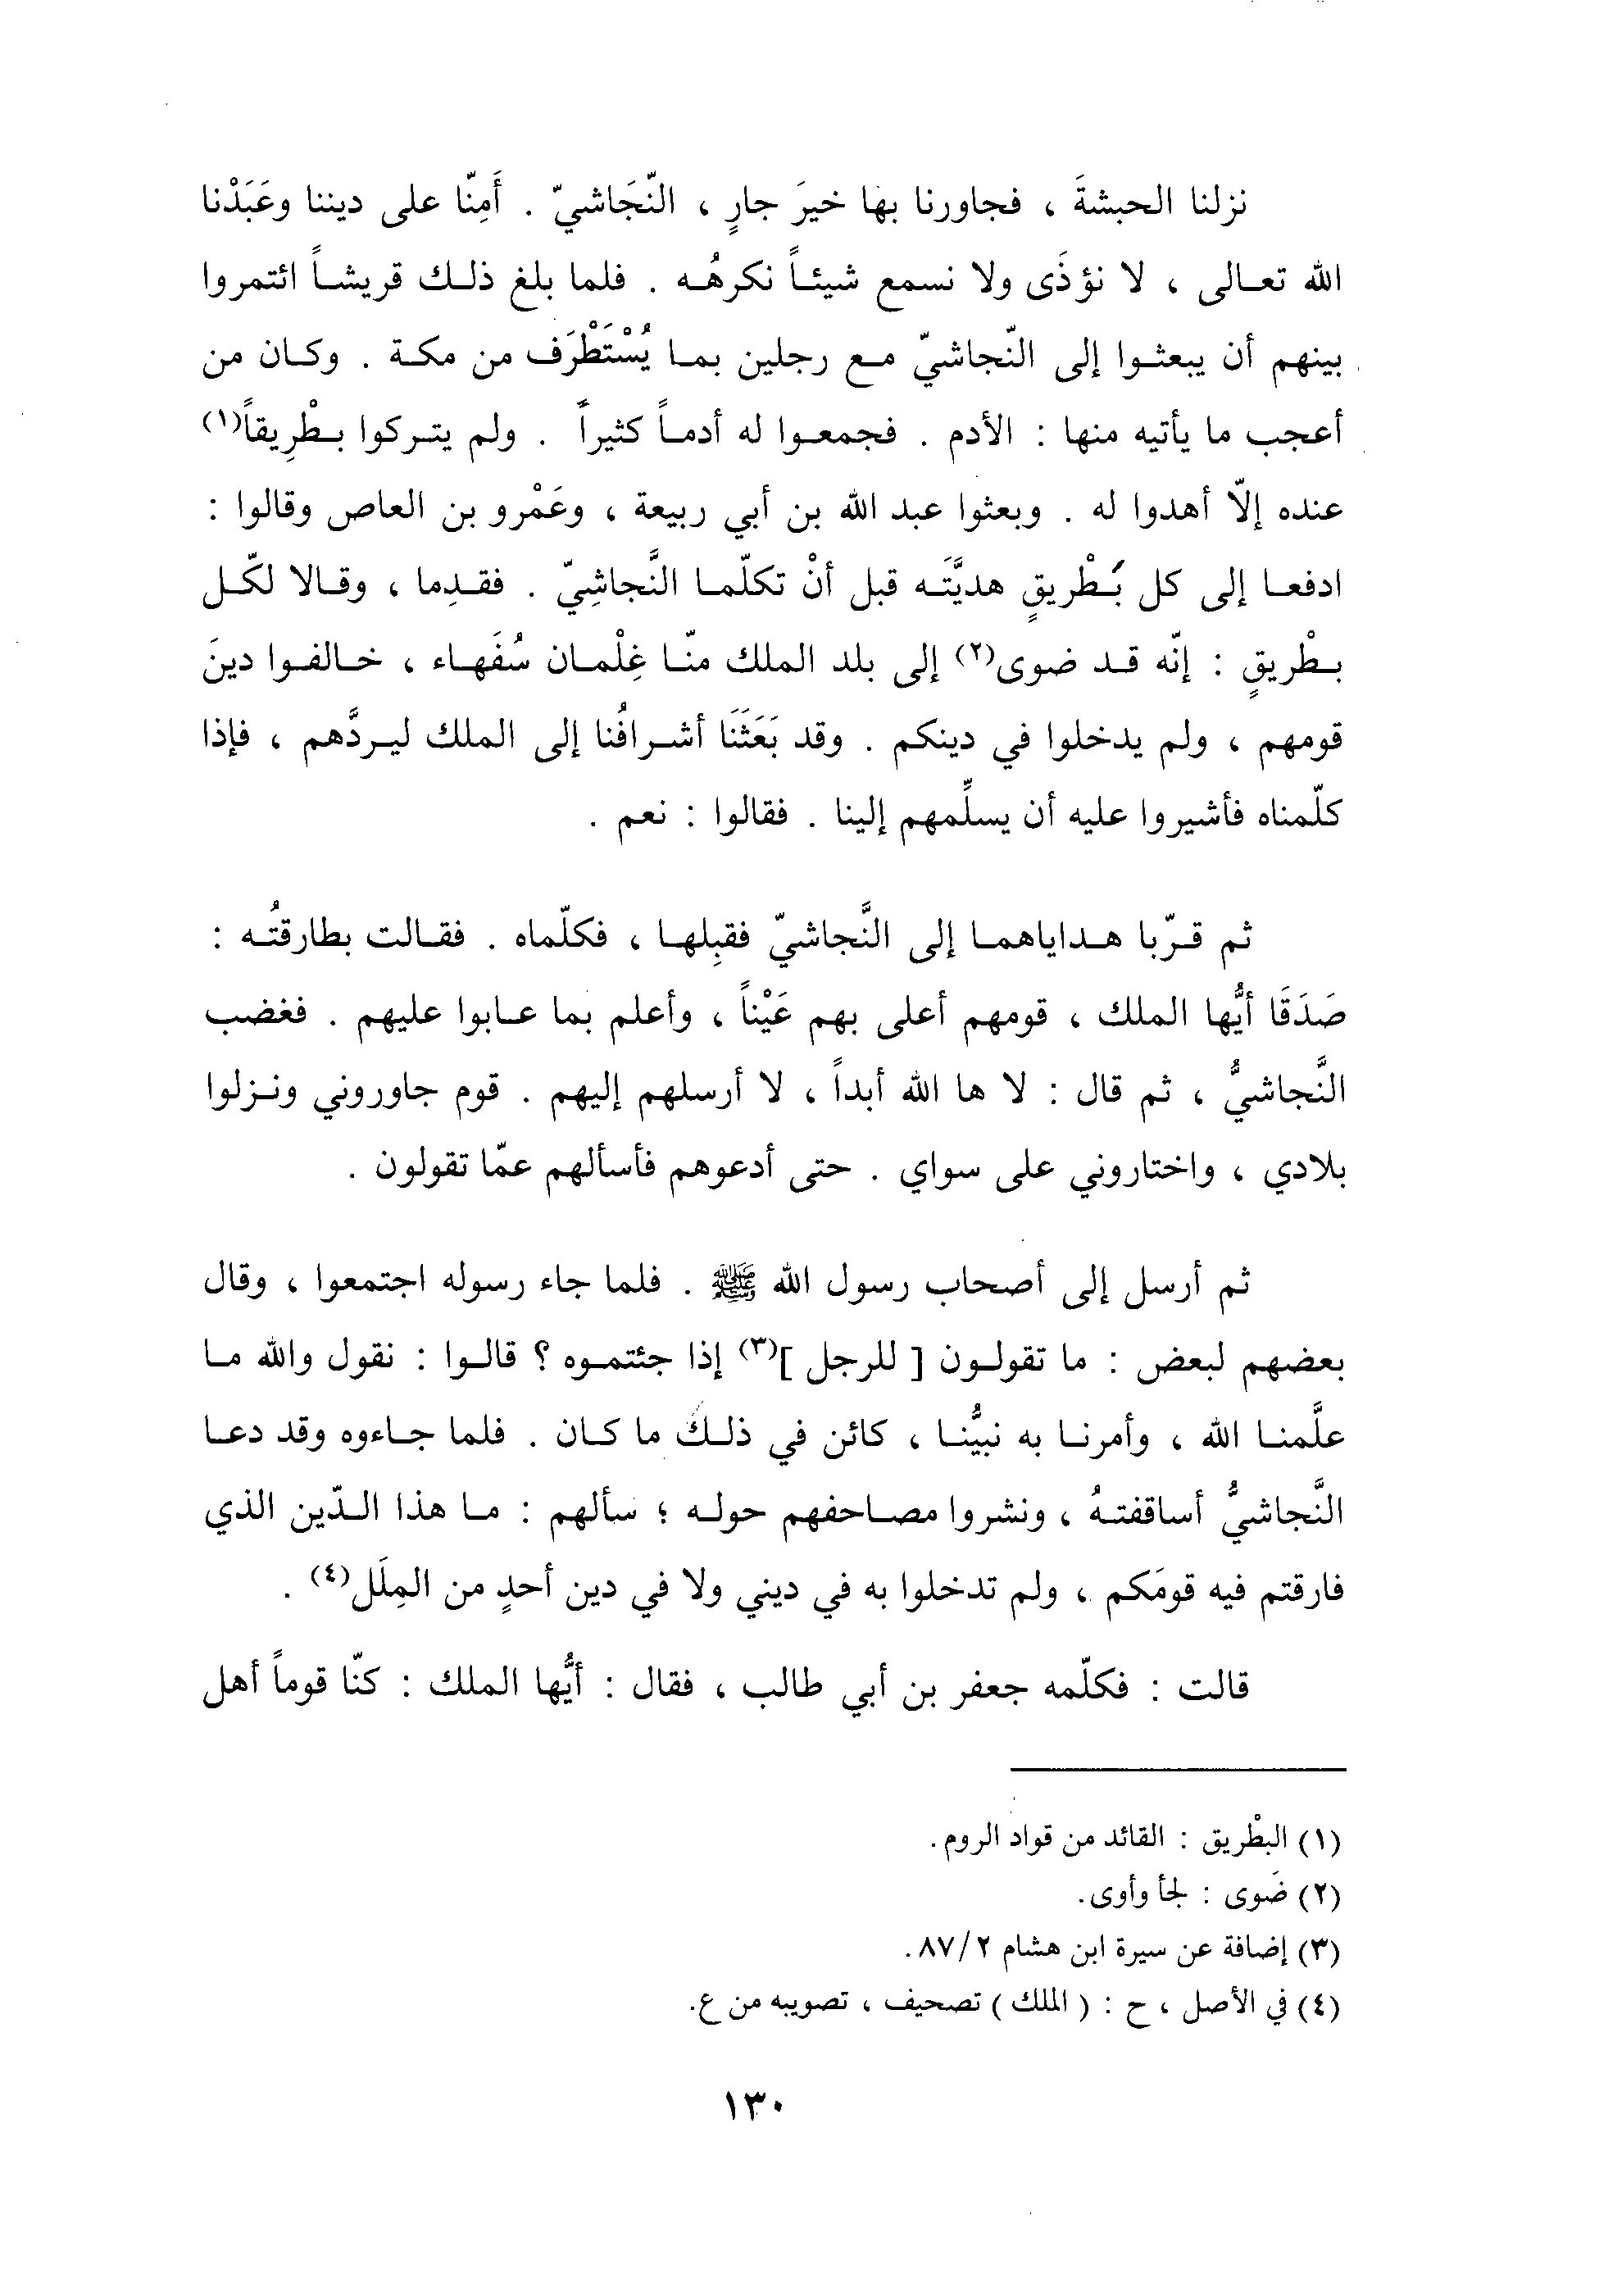 نزلنا الحبشةَ ، فجاورنا بها خيرَ جارٍ ، النّجَاشيّ . أَمِنّا على ديننا وعَبَدْنا
الله تعالى ، لا نؤذَى ولا نسمع شيئاً نكرهُه . فلما بلغ ذلك قريشاً ائتمروا
بينهم أن يبعثوا إلى النّجاشيّ مع رجلين بما يُسْتَطْرَف من مكة . وكان من
أعجب ما يأتيه منها : الأدم . فجمعوا له أدماً كثيراً . ولم يتركوا بطْرِيقاً(١)
عنده إلاّ أهدوا له . وبعثوا عبد الله بن أبي ربيعة ، وعَمْرو بن العاص وقالوا :
ادفعا إلى كل بَطْريقٍ هديَّتَه قبل أنْ تكلّما النَّجاشِيّ . فقدِما ، وقالا لكّل
بطْريقٍ : إنّه قد ضوى(٢) إلى بلد الملك منّا غِلْمان سُفَهاء ، خالفوا دينَ
قومهم ، ولم يدخلوا في دينكم . وقد بَعَثَنَا أشرافُنا إلى الملك ليردَّهم ، فإذا
كلّمناه فأشيروا عليه أن يسلِّمهم إلينا . فقالوا : نعم .
ثم قرّبا هداياهما إلى النَّجاشيّ فقبِلها ، فكلّماه . فقالت بطارقتُه :
صَدَقَا أيُّها الملك ، قومهم أعلى بهم عَيْناً ، وأعلم بما عابوا عليهم . فغضب
النَّجاشيُّ ، ثم قال : لا ها الله أبداً ، لا أرسلهم إليهم . قوم جاوروني ونزلوا
بلادي ، واختاروني على سواي . حتى أدعوهم فأسألهم عمّا تقولون .
ثم أرسل إلى أصحاب رسول الله ﷺ . فلما جاء رسوله اجتمعوا ، وقال
بعضهم لبعض : ما تقولون [ للرجل ](٣) إذا جئتموه ؟ قالوا : نقول والله ما
علَّمنا الله ، وأمرنا به نبيُّنا ، كائن في ذلك ما كان . فلما جاءوه وقد دعا
النَّجاشيُّ أساقفتهُ ، ونشروا مصاحفهم حوله ؛ سألهم : ما هذا الدّين الذي
فارقتم فيه قومَكم ، ولم تدخلوا به في ديني ولا في دين أحدٍ من المِلَل(٤) .
قالت : فكلّمه جعفر بن أبي طالب ، فقال : أيُّها الملك : كنّا قوماً أهل
(١) البطْريق : القائد من قواد الروم.
(٢) ضَوى : لجأ وأوى.
(٣) إضافة عن سيرة ابن هشام ٨٧/٢.
(٤) في الأصل ، ح : ( الملك ) تصحيف ، تصويبه من ع.
١٣٠